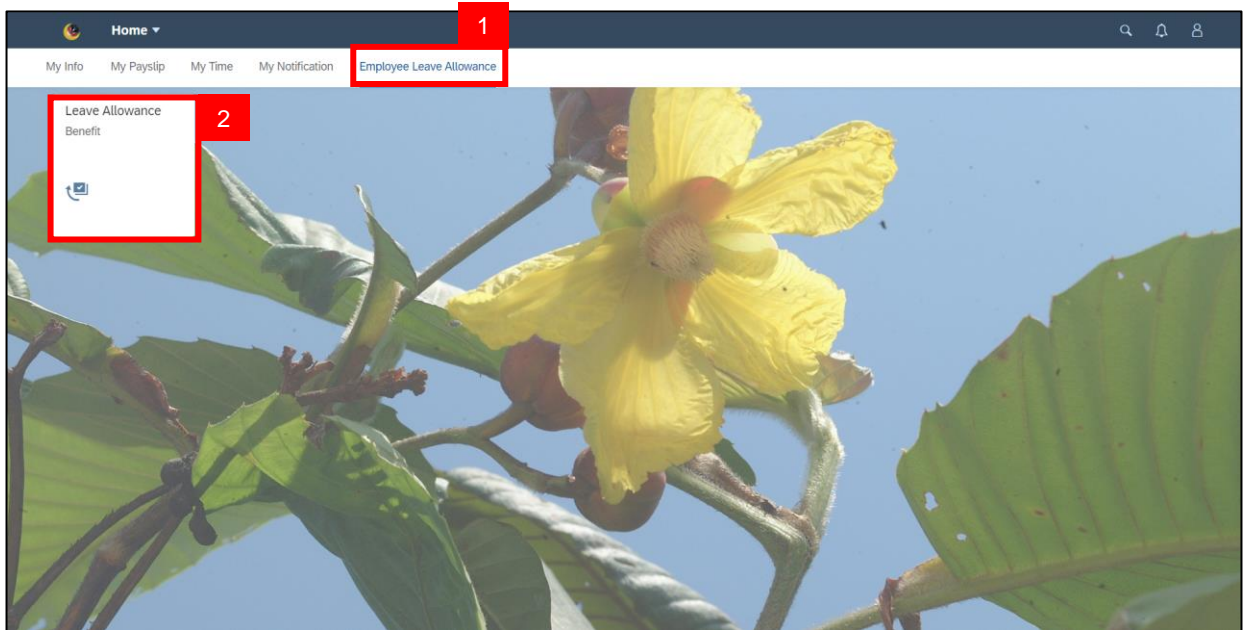 Home
1
My Info My Payslip My Time My Notification Employee Leave Allowance
Leave Allowance
Benefit
2